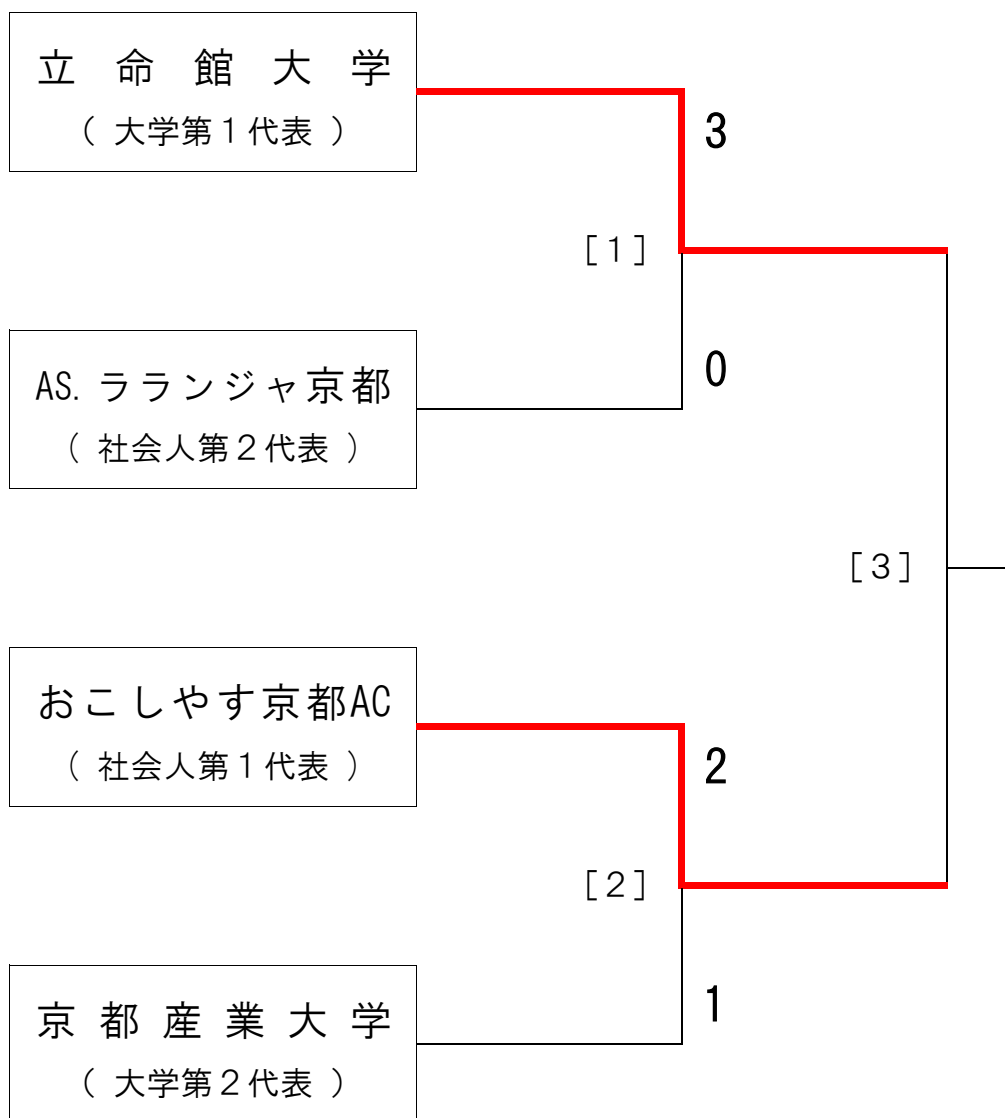 立命館大学
（ 大学第１代表 ）
3
[１]
AS. ラランジャ京都
（ 社会人第２代表 ）
0
[３]
おこしやす京都AC
（ 社会人第１代表 ）
2
[２]
京都産業大学
（ 大学第２代表 ）
1